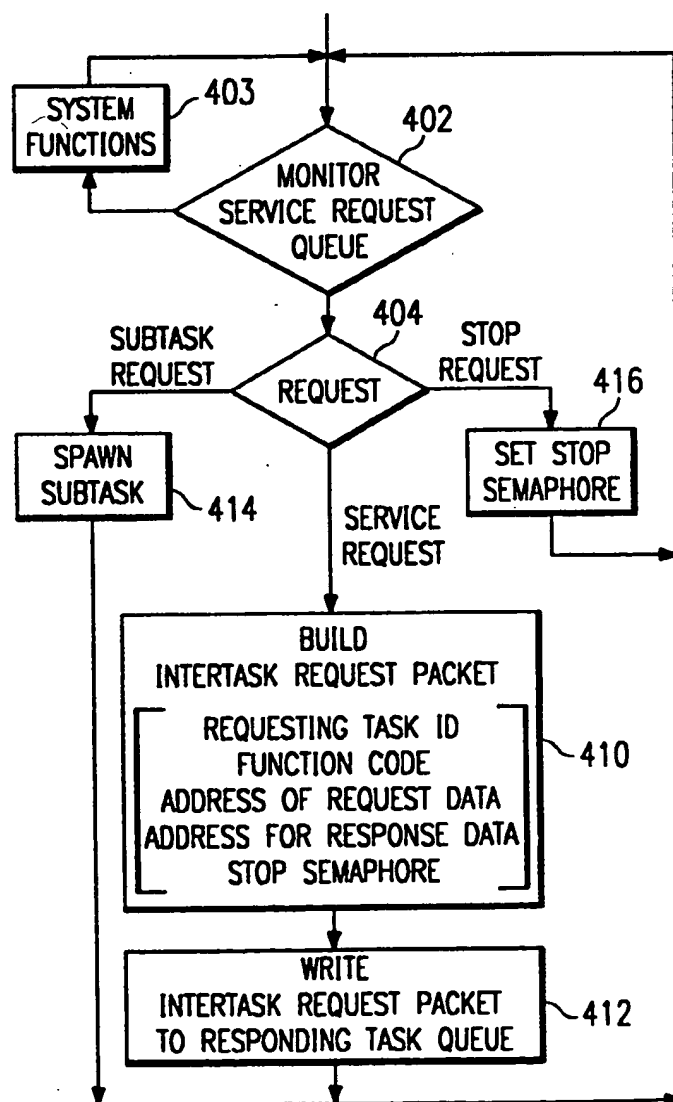 403
SYSTEM
FUNCTIONS
402
MONITOR
SERVICE REQUEST
QUEUE
404
SUBTASK
REQUEST
REQUEST
STOP
REQUEST
416
SPAWN
SUBTASK
414
SET STOP
SEMAPHORE
SERVICE
REQUEST
BUILD
INTERTASK REQUEST PACKET
REQUESTING TASK ID
FUNCTION CODE
ADDRESS OF REQUEST DATA
ADDRESS FOR RESPONSE DATA
STOP SEMAPHORE
410
WRITE
INTERTASK REQUEST PACKET
TO RESPONDING TASK QUEUE
412